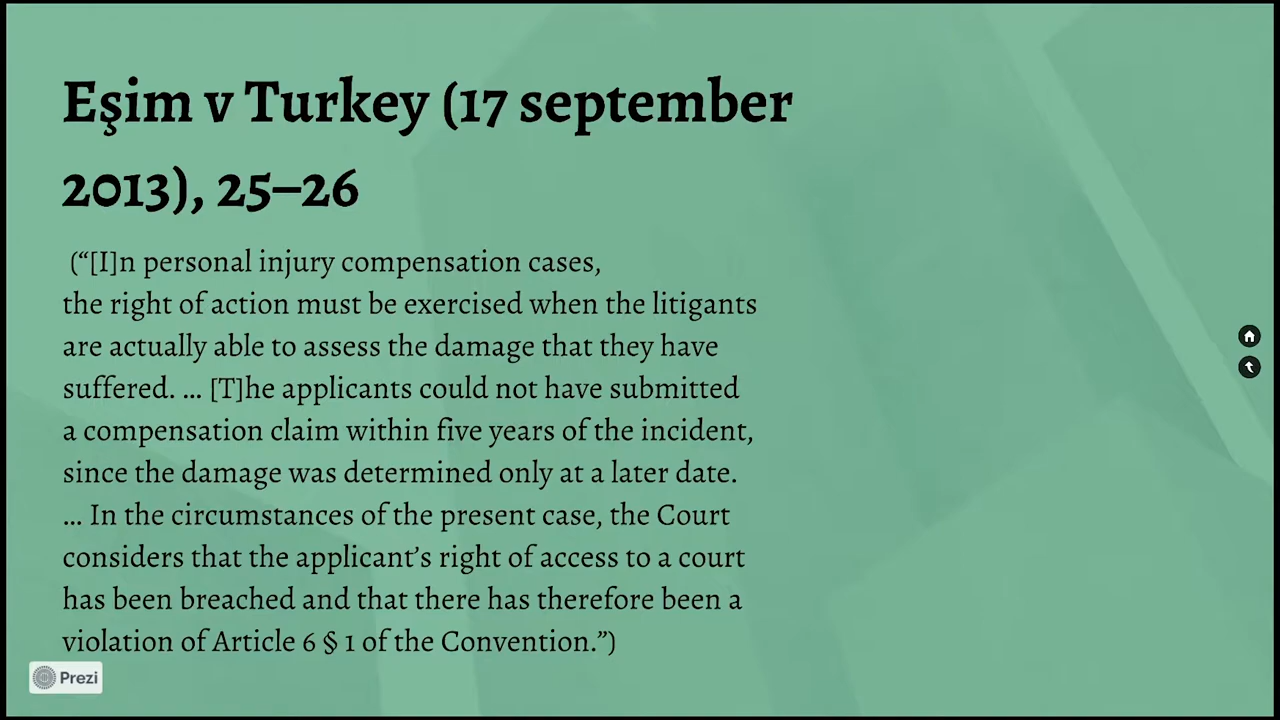 Eşim v Turkey (17 september
2013), 25–26
(“[I]n personal injury compensation cases,
the right of action must be exercised when the litigants
are actually able to assess the damage that they have
suffered. ... [T]he applicants could not have submitted
a compensation claim within five years of the incident,
since the damage was determined only at a later date.
... In the circumstances of the present case, the Court
considers that the applicant’s right of access to a court
has been breached and that there has therefore been a
violation of Article 6 § 1 of the Convention.”)
Prezi